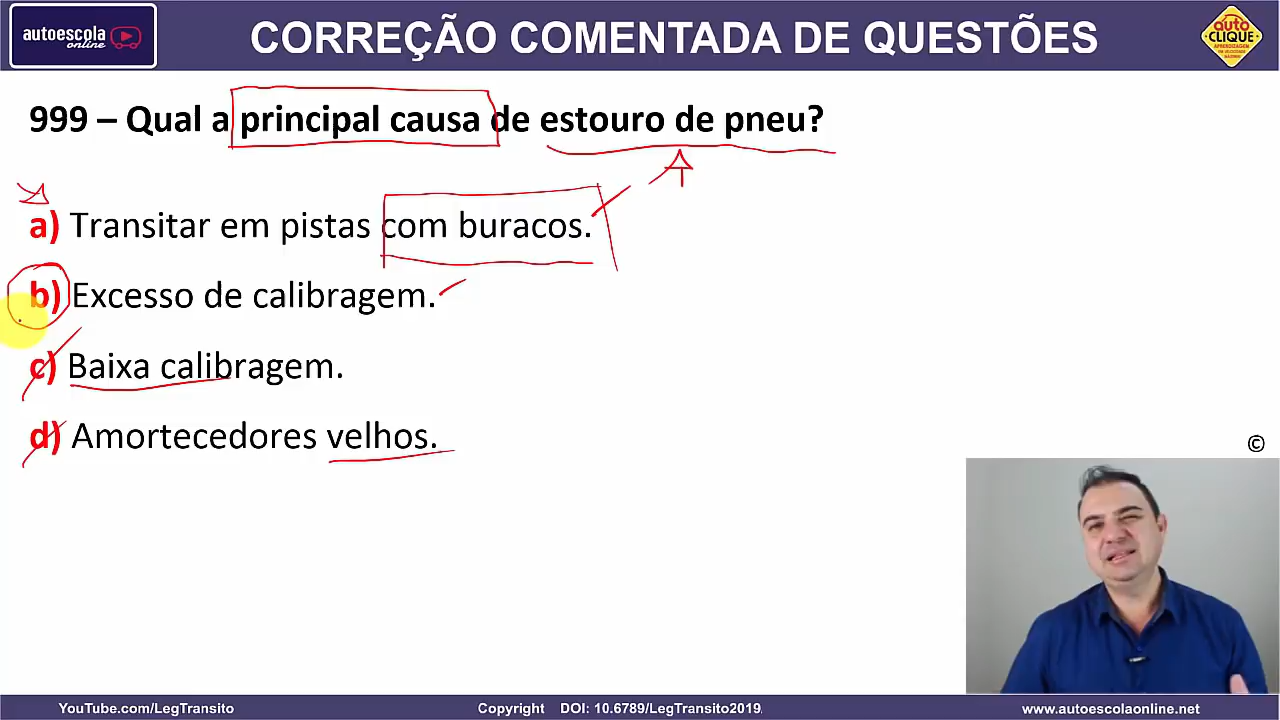 autoescola
online
CORREÇÃO COMENTADA DE QUESTÕES
auto
CLIQUE
999 – Qual a principal causa de estouro de pneu?
a) Transitar em pistas com buracos.
b) Excesso de calibragem.
c) Baixa calibragem.
d) Amortecedores velhos.
©
YouTube.com/LegTransito
Copyright DOI: 10.6789/LegTransito2019
www.autoescolaonline.net